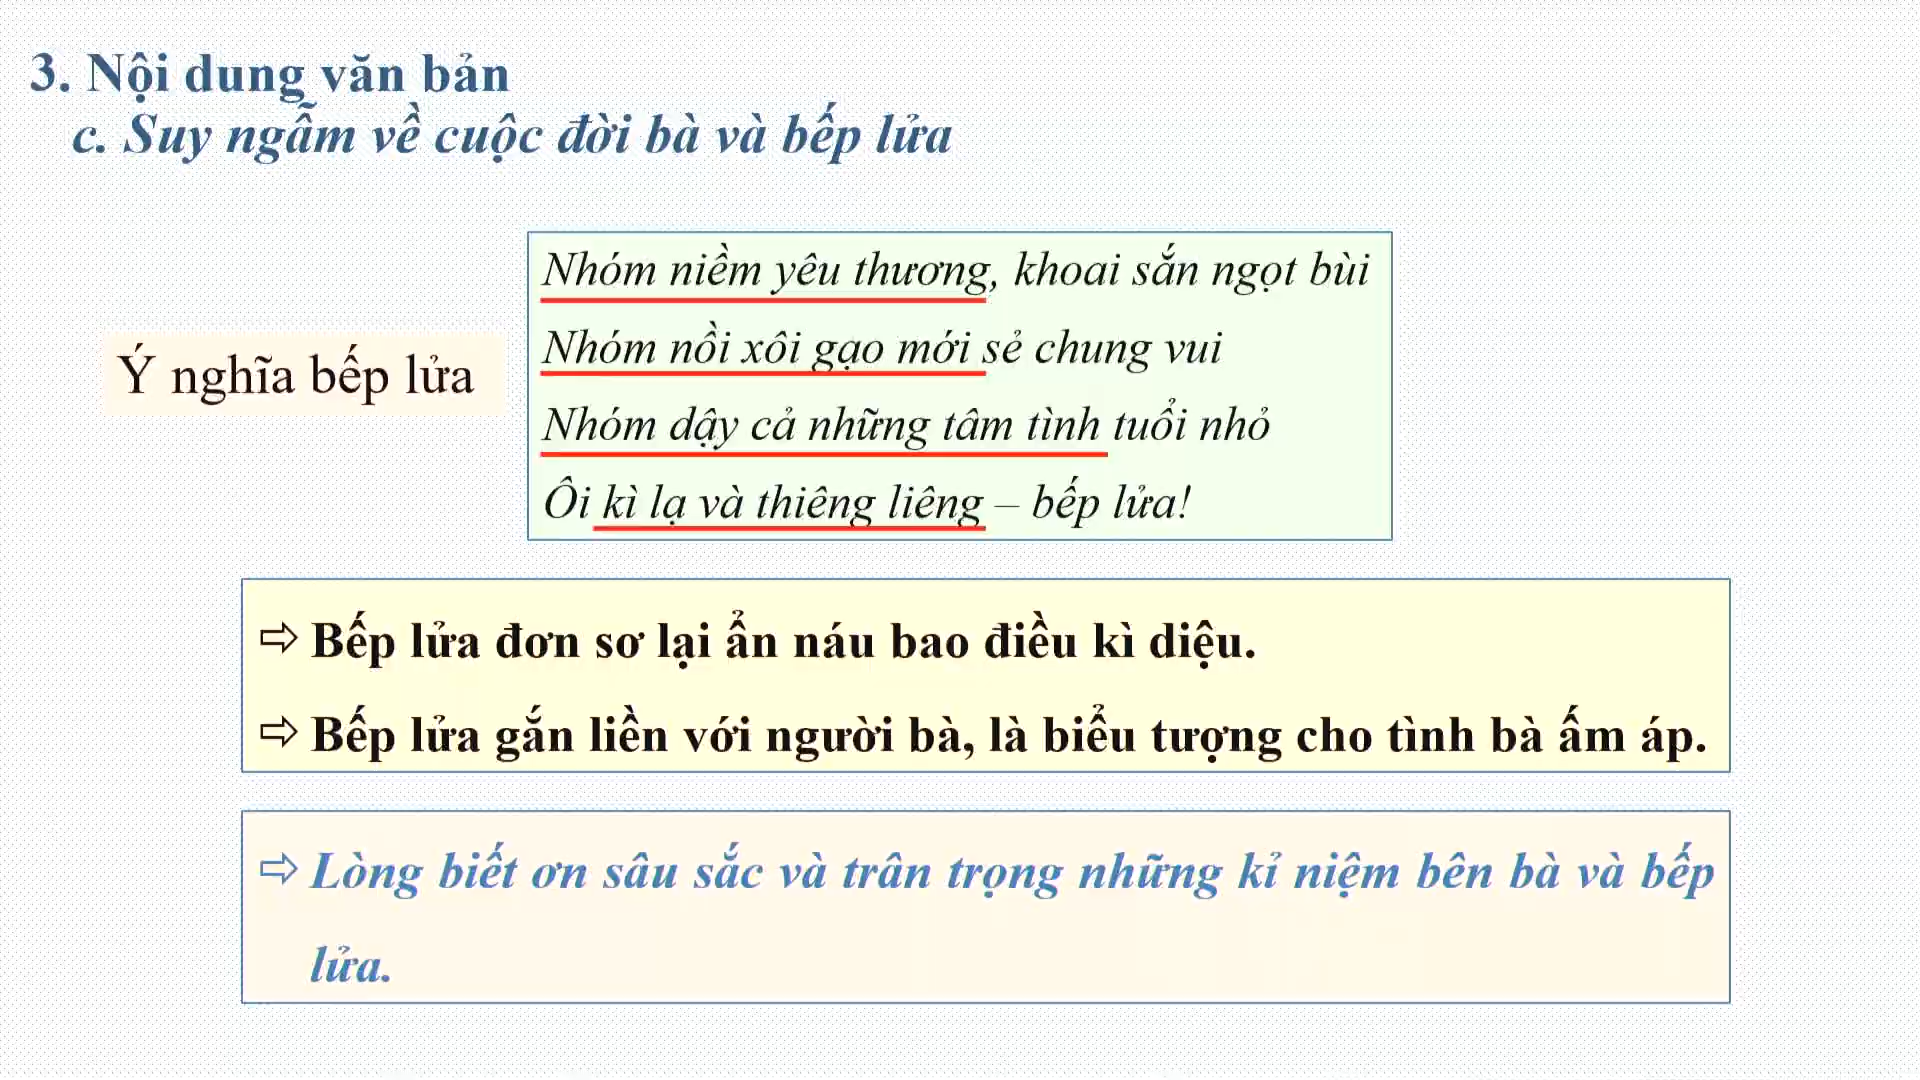 3. Nội dung văn bản
c. Suy ngẫm về cuộc đời bà và bếp lửa
Ý nghĩa bếp lửa
Nhóm niềm yêu thương, khoai sắn ngọt bùi
Nhóm nồi xôi gạo mới sẻ chung vui
Nhóm dậy cả những tâm tình tuổi nhỏ
Ôi kì lạ và thiêng liêng – bếp lửa!
⇨ Bếp lửa đơn sơ lại ẩn náu bao điều kì diệu.
⇨ Bếp lửa gắn liền với người bà, là biểu tượng cho tình bà ấm áp.
⇨ Lòng biết ơn sâu sắc và trân trọng những kỉ niệm bên bà và bếp
lửa.